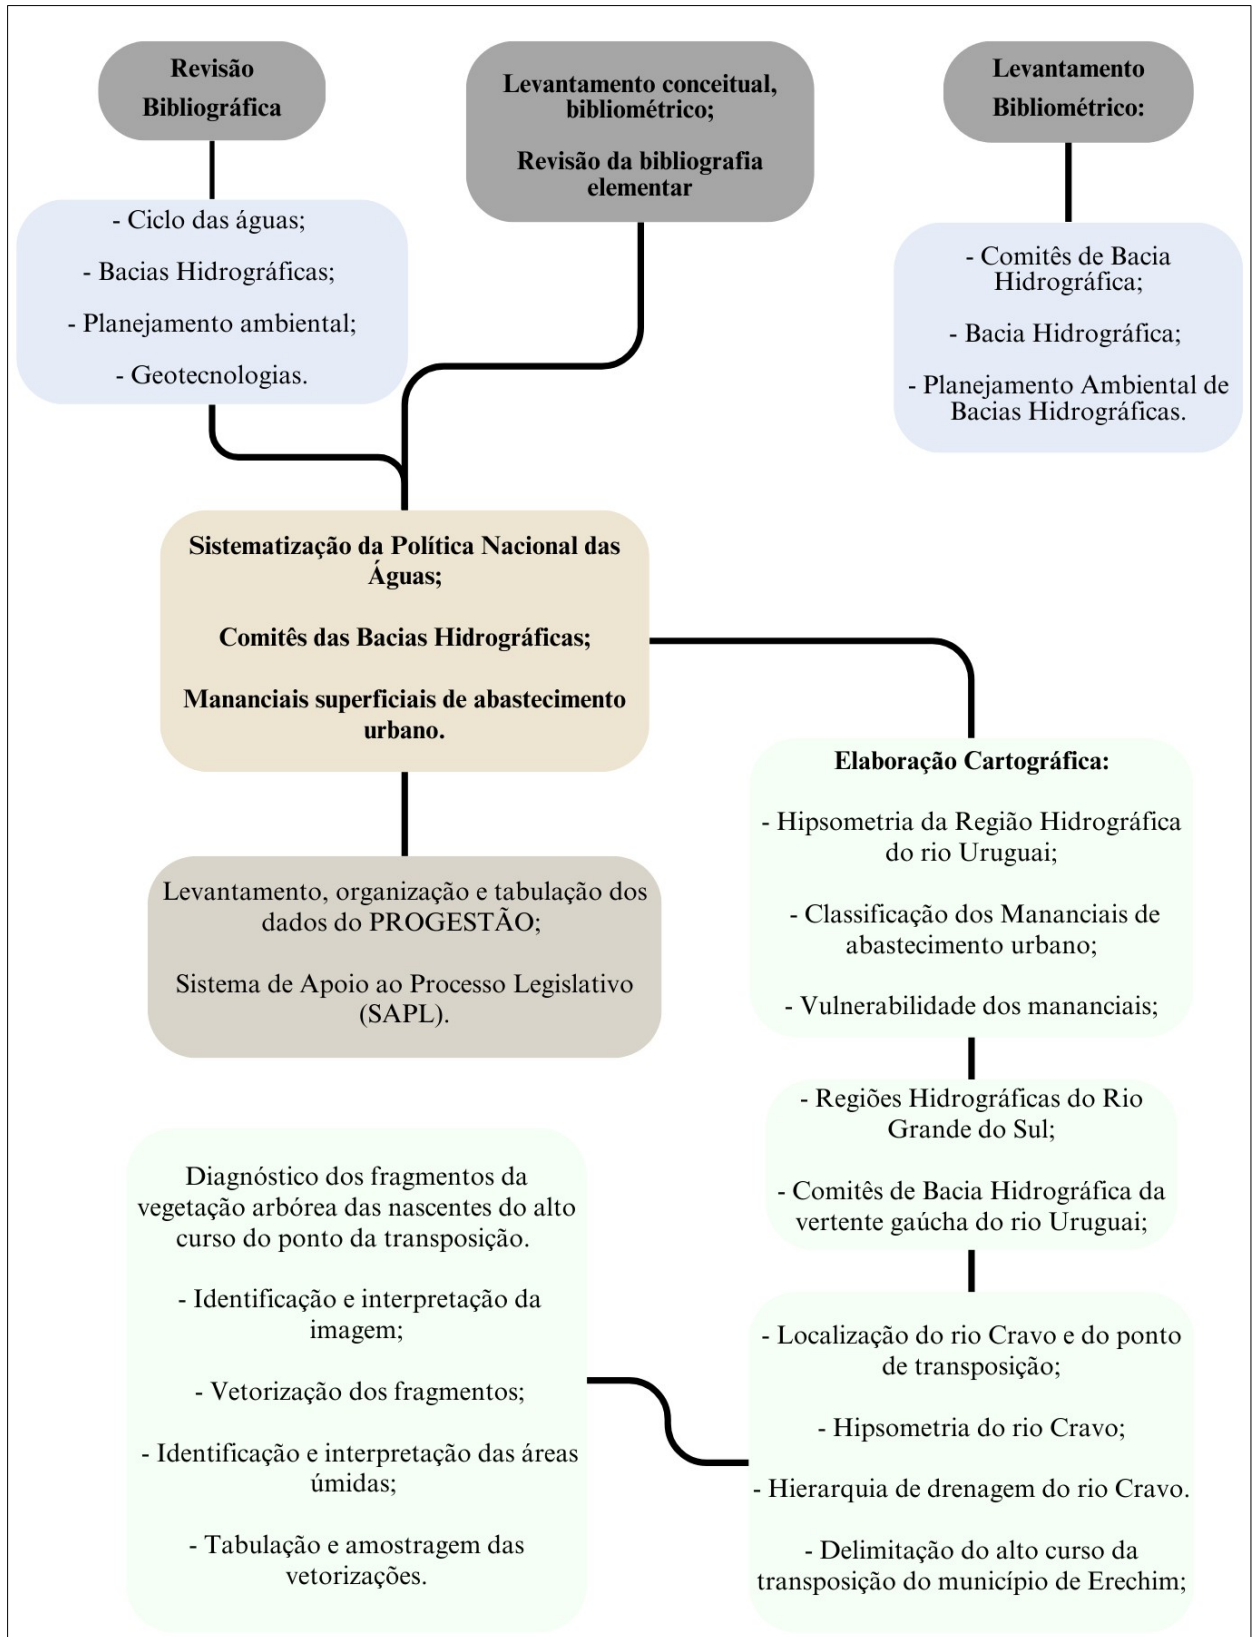 Revisão
Bibliográfica
Levantamento conceitual,
bibliométrico;
Revisão da bibliografia
elementar
Levantamento
Bibliométrico:
- Ciclo das águas;
- Bacias Hidrográficas;
- Planejamento ambiental;
- Geotecnologias.
- Comitês de Bacia
Hidrográfica;
- Bacia Hidrográfica;
- Planejamento Ambiental de
Bacias Hidrográficas.
Sistematização da Política Nacional das
Águas;
Comitês das Bacias Hidrográficas;
Mananciais superficiais de abastecimento
urbano.
Levantamento, organização e tabulação dos
dados do PROGESTÃO;
Sistema de Apoio ao Processo Legislativo
(SAPL).
Elaboração Cartográfica:
- Hipsometria da Região Hidrográfica
do rio Uruguai;
- Classificação dos Mananciais de
abastecimento urbano;
- Vulnerabilidade dos mananciais;
- Regiões Hidrográficas do Rio
Grande do Sul;
- Comitês de Bacia Hidrográfica da
vertente gaúcha do rio Uruguai;
- Localização do rio Cravo e do ponto
de transposição;
- Hipsometria do rio Cravo;
- Hierarquia de drenagem do rio Cravo.
- Delimitação do alto curso da
transposição do município de Erechim;
Diagnóstico dos fragmentos da
vegetação arbórea das nascentes do alto
curso do ponto da transposição.
- Identificação e interpretação da
imagem;
- Vetorização dos fragmentos;
- Identificação e interpretação das áreas
úmidas;
- Tabulação e amostragem das
vetorizações.